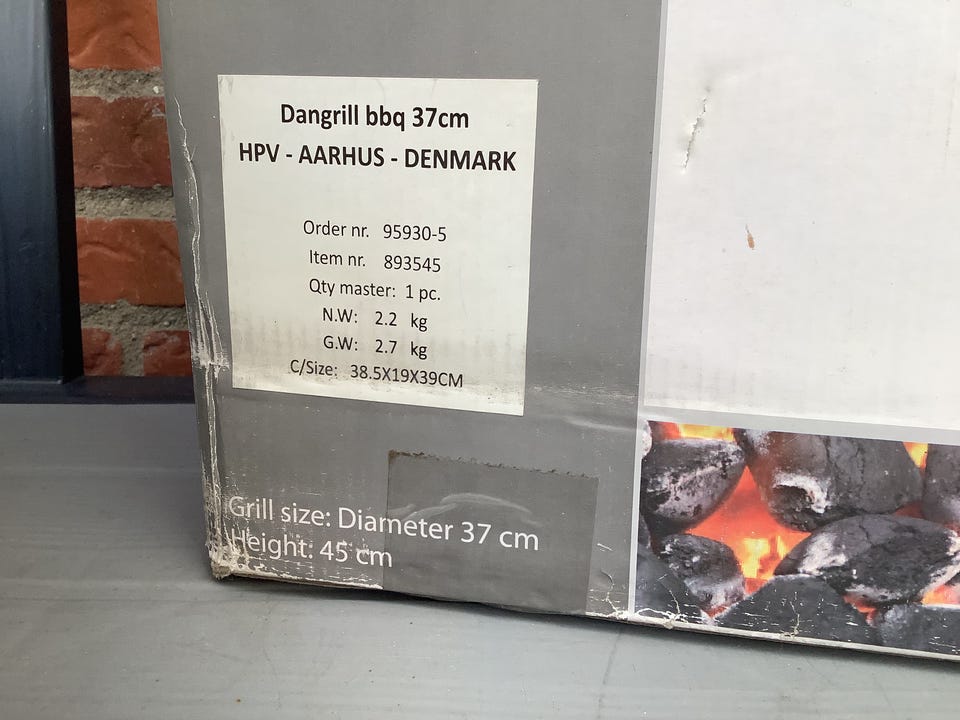 Dangrill bbq 37cm
HPV - AARHUS - DENMARK
Order nr. 95930-5
Item nr. 893545
Qty master: 1 pc.
N.W: 2.2 kg
G.W: 2.7 kg
C/Size: 38.5X19X39CM
Grill size: Diameter 37 cm
Height: 45 cm